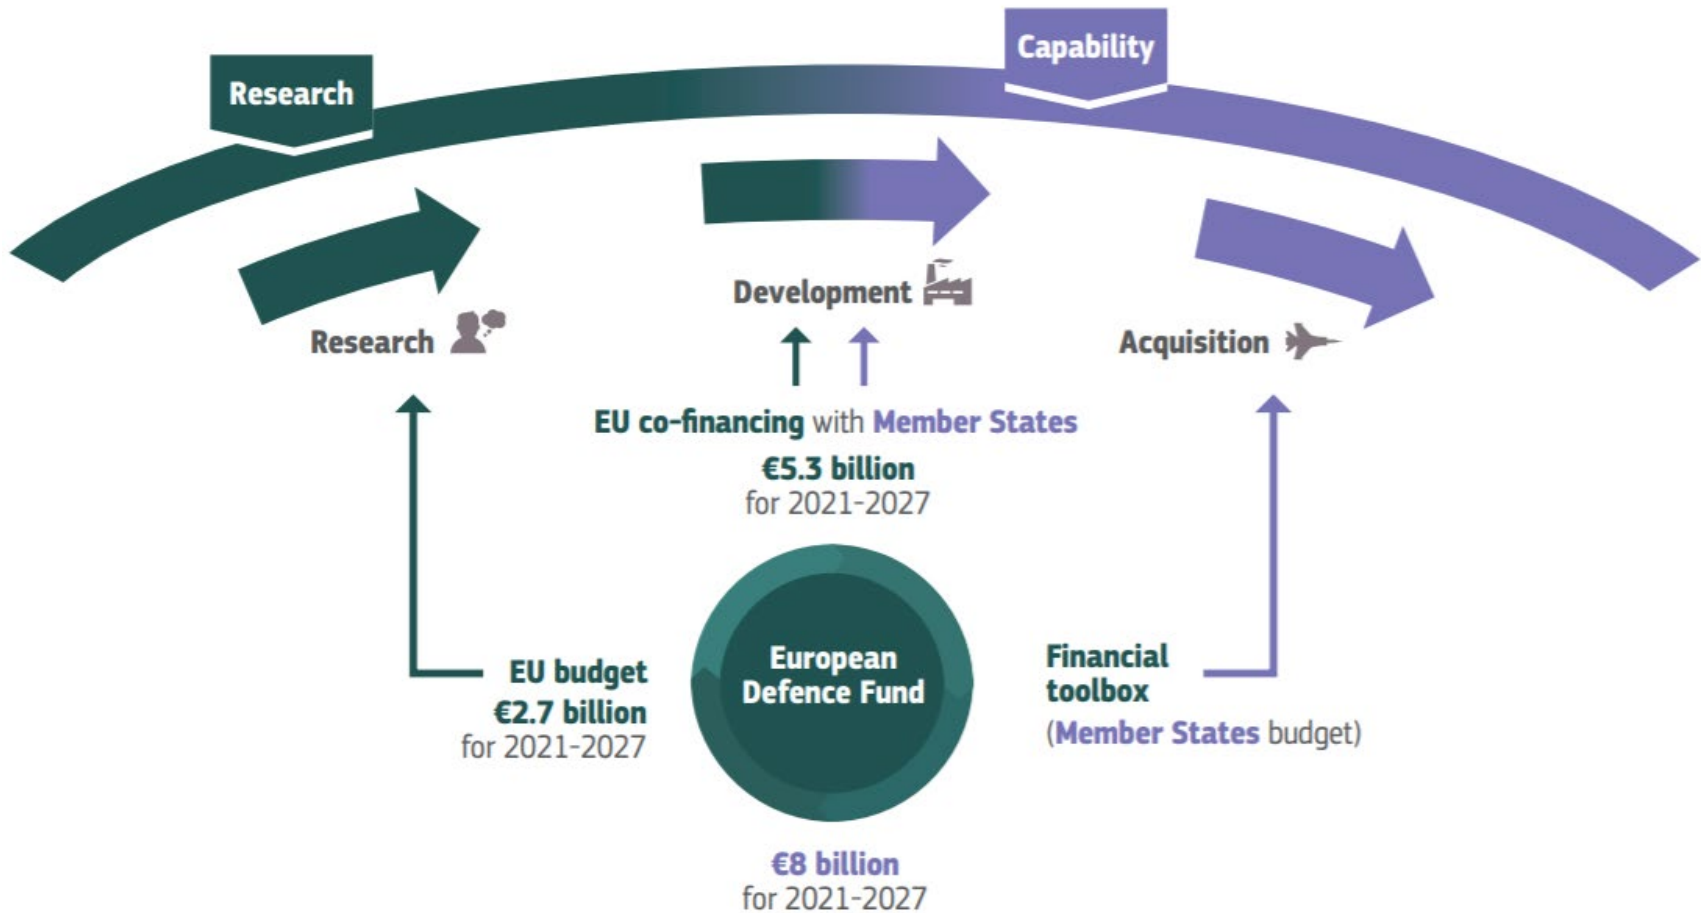 Research
Capability
Research
Development
Acquisition
EU co-financing with Member States
€5.3 billion
for 2021-2027
EU budget
€2.7 billion
for 2021-2027
European
Defence Fund
Financial
toolbox
(Member States budget)
€8 billion
for 2021-2027